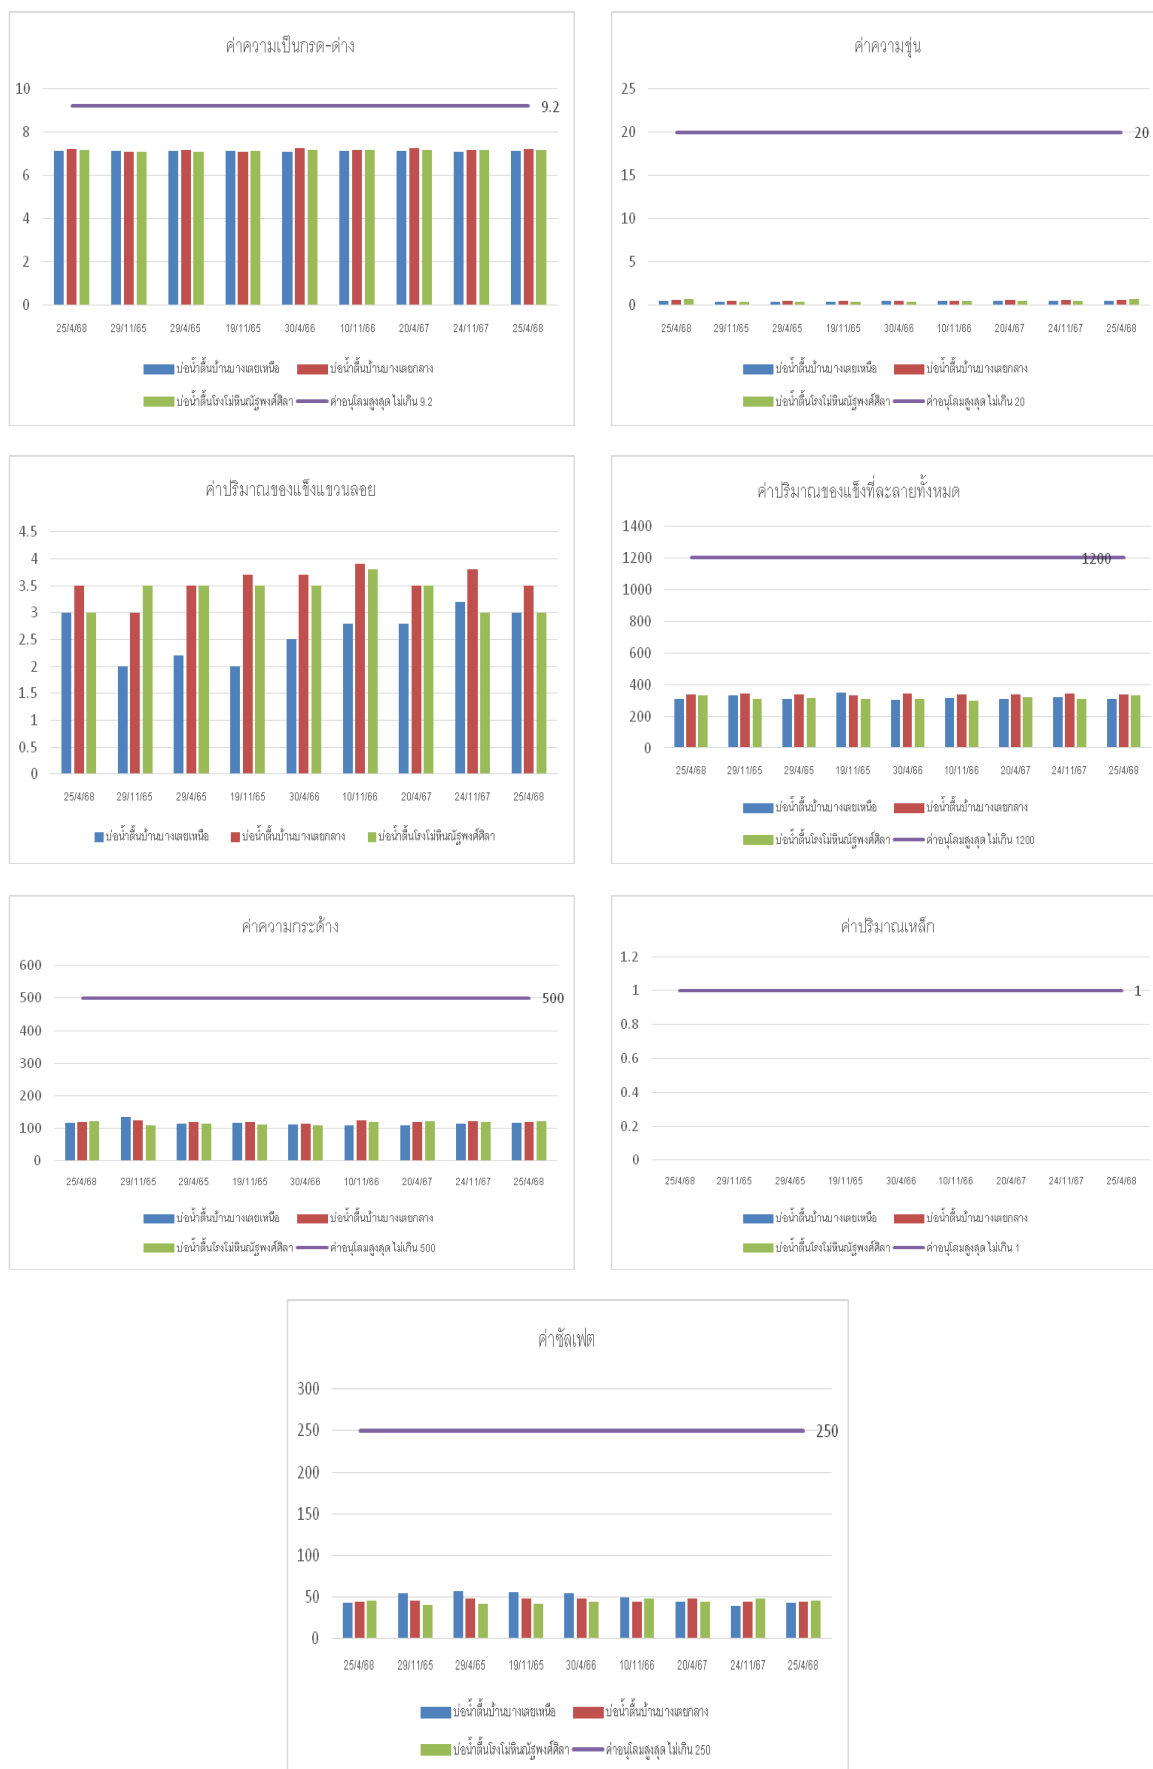 ค่าความเป็นกรด-ด่าง
10
9.2
8
6
4
2
0
25/4/68 29/11/65 29/4/65 19/11/65 30/4/66 10/11/66 20/4/67 24/11/67 25/4/68
บ่อน้ำตื้นบ้านบางเตยเหนือ บ่อน้ำตื้นบ้านบางเตยกลาง
บ่อน้ำตื้นโรงโม่หินณัฐพงศ์ศิลา ค่าอนุโลมสูงสุด ไม่เกิน 9.2
ค่าความขุ่น
25
20 20
15
10
5
0
25/4/68 29/11/65 29/4/65 19/11/65 30/4/66 10/11/66 20/4/67 24/11/67 25/4/68
บ่อน้ำตื้นบ้านบางเตยเหนือ บ่อน้ำตื้นบ้านบางเตยกลาง
บ่อน้ำตื้นโรงโม่หินณัฐพงศ์ศิลา ค่าอนุโลมสูงสุด ไม่เกิน 20
ค่าปริมาณของแข็งแขวนลอย
4.5
4
3.5
3
2.5
2
1.5
1
0.5
0
25/4/68 29/11/65 29/4/65 19/11/65 30/4/66 10/11/66 20/4/67 24/11/67 25/4/68
บ่อน้ำตื้นบ้านบางเตยเหนือ บ่อน้ำตื้นบ้านบางเตยกลาง บ่อน้ำตื้นโรงโม่หินณัฐพงศ์ศิลา
ค่าปริมาณของแข็งที่ละลายทั้งหมด
1400
1200 1200
1000
800
600
400
200
0
25/4/68 29/11/65 29/4/65 19/11/65 30/4/66 10/11/66 20/4/67 24/11/67 25/4/68
บ่อน้ำตื้นบ้านบางเตยเหนือ บ่อน้ำตื้นบ้านบางเตยกลาง
บ่อน้ำตื้นโรงโม่หินณัฐพงศ์ศิลา ค่าอนุโลมสูงสุด ไม่เกิน 1200
ค่าความกระด้าง
600
500 500
400
300
200
100
0
25/4/68 29/11/65 29/4/65 19/11/65 30/4/66 10/11/66 20/4/67 24/11/67 25/4/68
บ่อน้ำตื้นบ้านบางเตยเหนือ บ่อน้ำตื้นบ้านบางเตยกลาง
บ่อน้ำตื้นโรงโม่หินณัฐพงศ์ศิลา ค่าอนุโลมสูงสุด ไม่เกิน 500
ค่าปริมาณเหล็ก
1.2
1 1
0.8
0.6
0.4
0.2
0
25/4/68 29/11/65 29/4/65 19/11/65 30/4/66 10/11/66 20/4/67 24/11/67 25/4/68
บ่อน้ำตื้นบ้านบางเตยเหนือ บ่อน้ำตื้นบ้านบางเตยกลาง
บ่อน้ำตื้นโรงโม่หินณัฐพงศ์ศิลา ค่าอนุโลมสูงสุด ไม่เกิน 1
ค่าซัลเฟต
300
250 250
200
150
100
50
0
25/4/68 29/11/65 29/4/65 19/11/65 30/4/66 10/11/66 20/4/67 24/11/67 25/4/68
บ่อน้ำตื้นบ้านบางเตยเหนือ บ่อน้ำตื้นบ้านบางเตยกลาง
บ่อน้ำตื้นโรงโม่หินณัฐพงศ์ศิลา ค่าอนุโลมสูงสุด ไม่เกิน 250